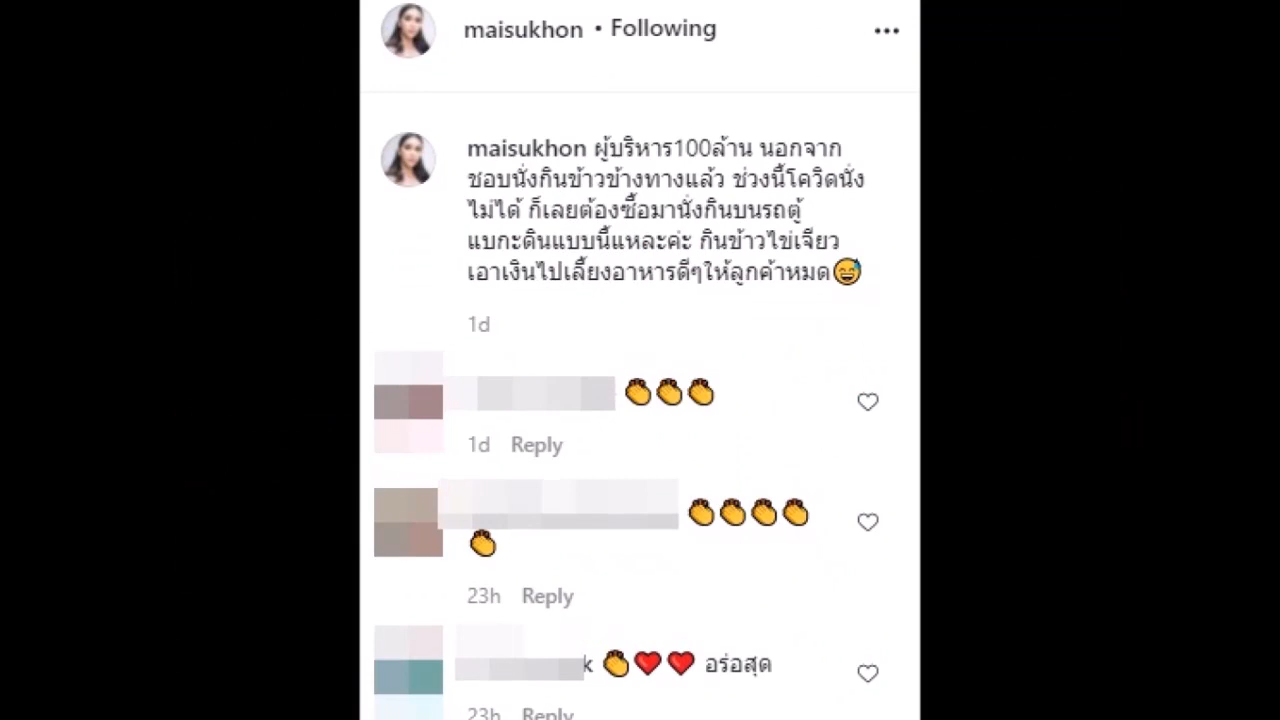 maisukhon • Following
maisukhon ผู้บริหาร100ล้าน นอกจาก
ชอบนั่งกินข้าวข้างทางแล้ว ช่วงนี้โควิดนั่ง
ไม่ได้ ก็เลยต้องซื้อมานั่งกินบนรถตู้
แบกะดินแบบนี้แหละค่ะ กินข้าวไข่เจียว
เอาเงินไปเลี้ยงอาหารดีๆให้ลูกค้าหมด😅
1d
👏👏👏
1d Reply
👏👏👏👏
👏
23h Reply
k 👏❤️❤️ อร่อสุด
23h Reply